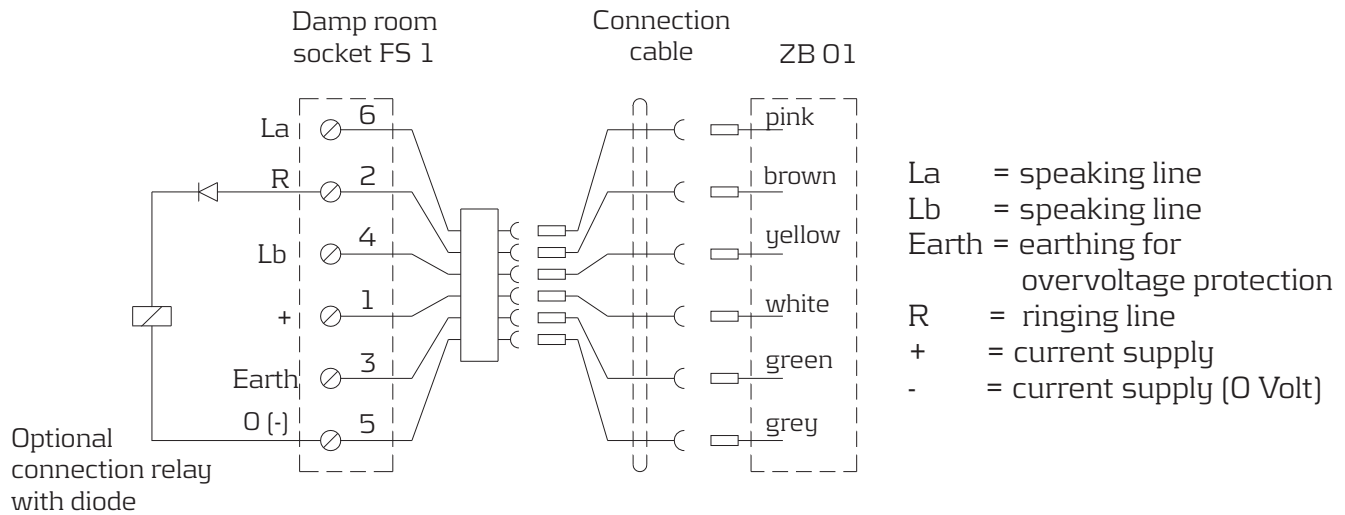 Damp room
socket FS 1
Connection
cable
ZB 01
La
6
pink
R
2
brown
Lb
4
yellow
+
1
white
Earth
3
green
0 (-)
5
grey
Optional
connection relay
with diode
La = speaking line
Lb = speaking line
Earth = earthing for
overvoltage protection
R = ringing line
+ = current supply
- = current supply (0 Volt)